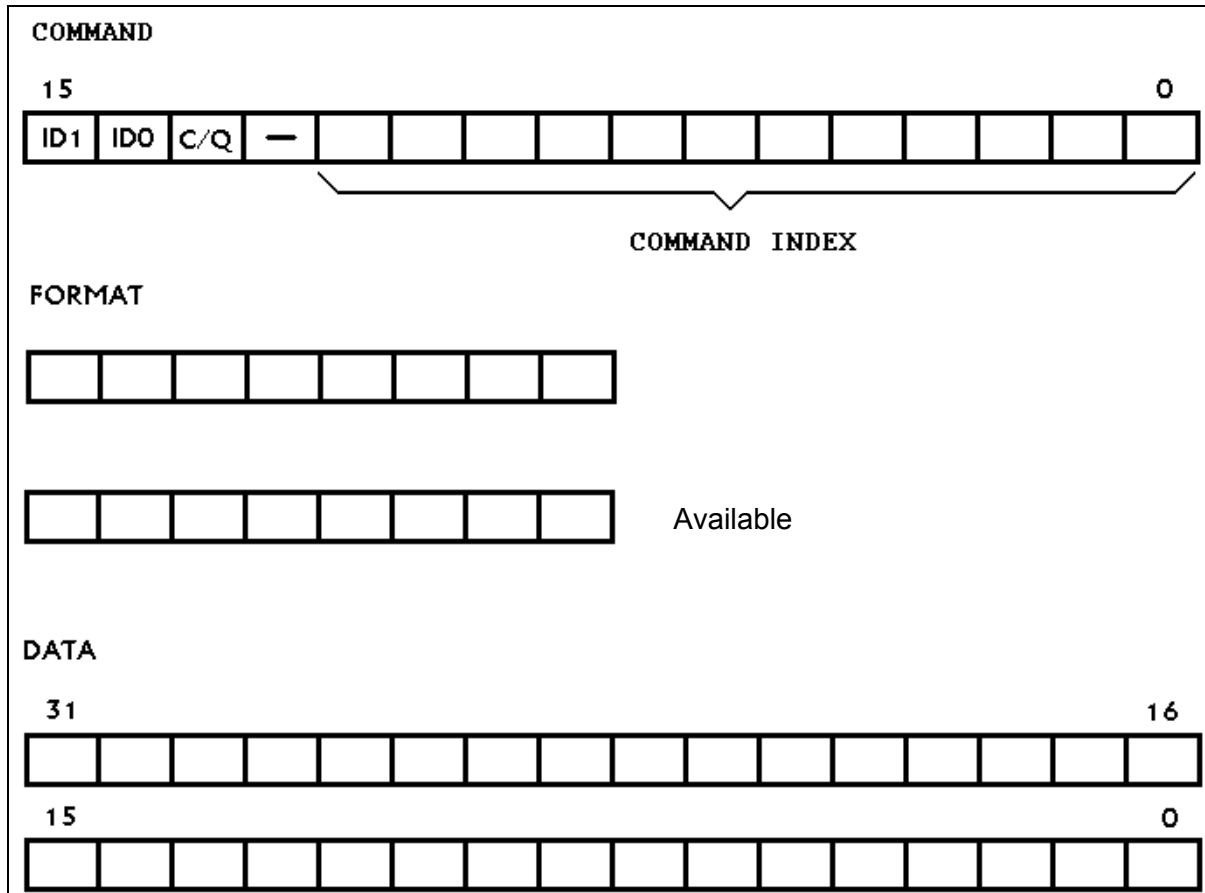 COMMAND
15 0
ID1 ID0 C/Q —
COMMAND INDEX
FORMAT
Available
DATA
31 16
15 0